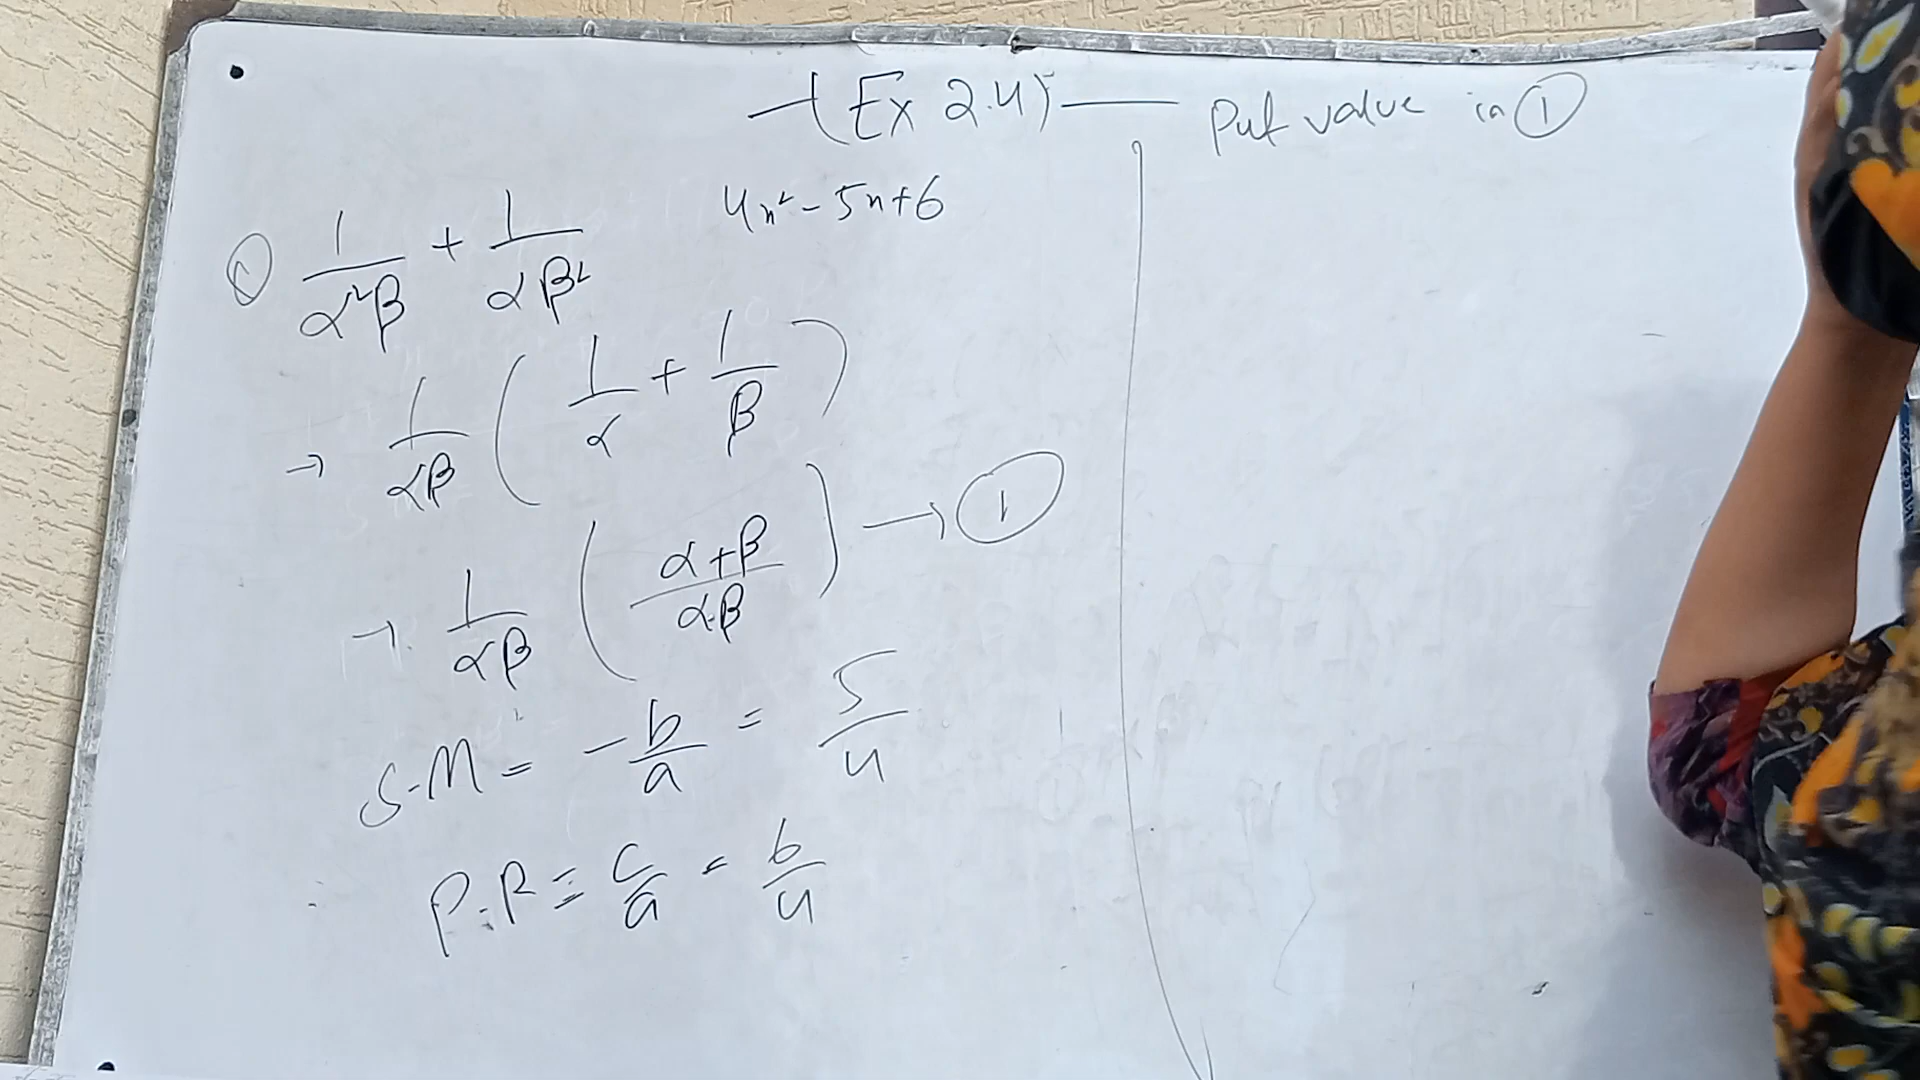 (Ex 2.4)
4x² - 5x + 6
① 1/α²β + 1/αβ²
→ 1/αβ ( 1/α + 1/β )
→ 1/αβ ( α+β/αβ ) → ①
S.M = -b/a = 5/4
P.R = c/a = 6/4
Put value in ①